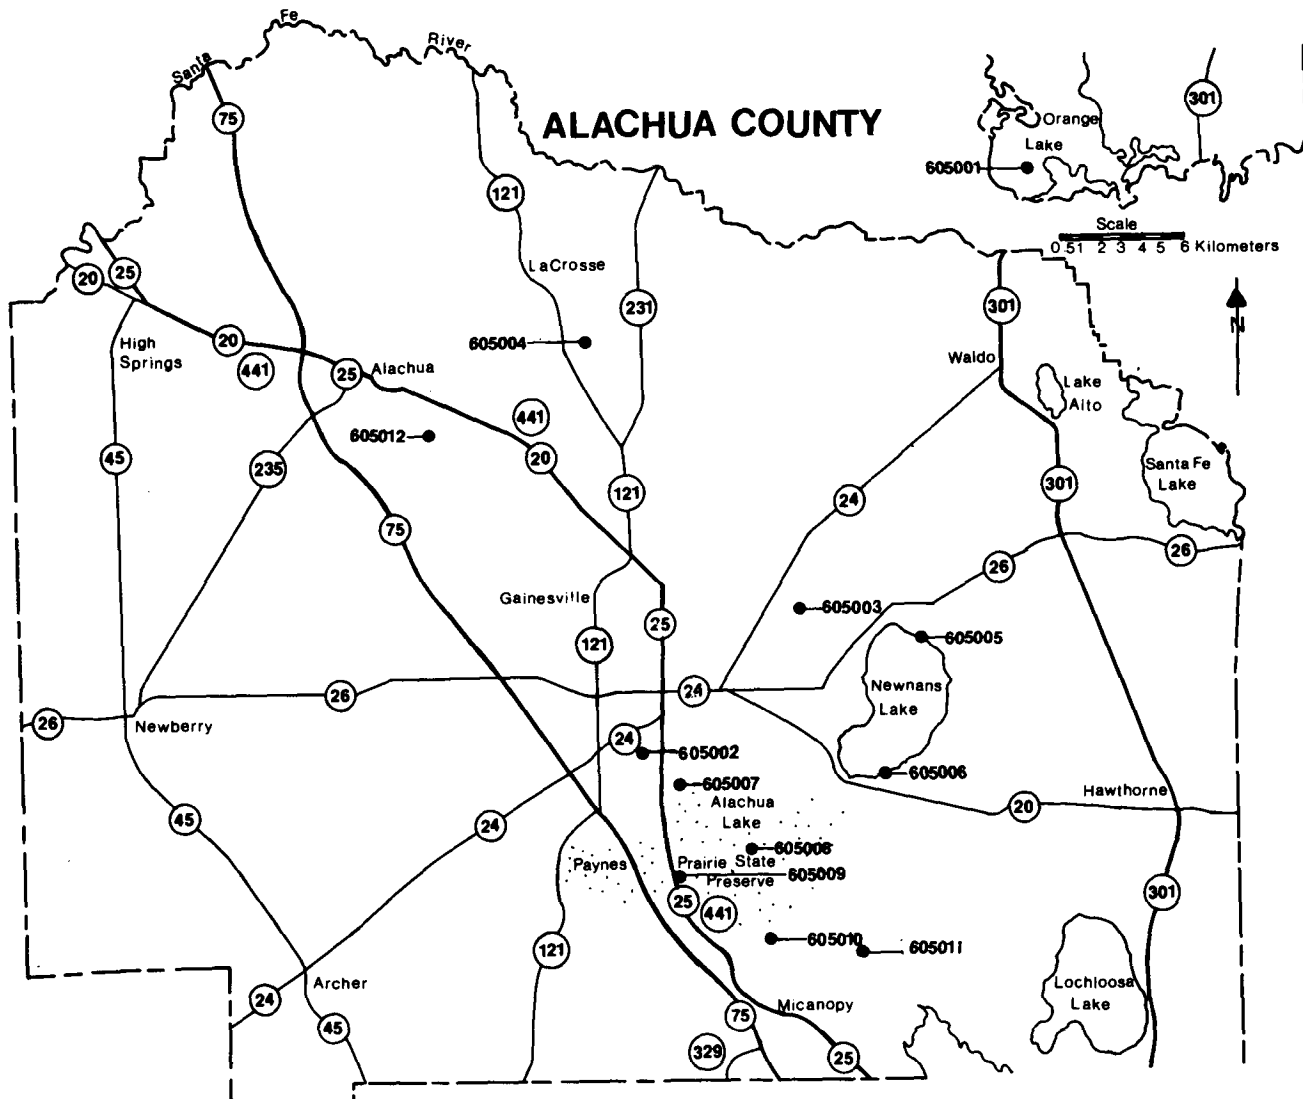 Santa
Fe
River
ALACHUA COUNTY
75
121
301
Orange
Lake
605001
Scale
0 .51 2 3 4 5 6 Kilometers
N
20
25
LaCrosse
231
301
High
Springs
20
441
25
Alachua
605004
Waldo
Lake
Alto
441
605012
20
45
235
121
24
301
Santa Fe
Lake
75
26
26
Gainesville
605003
25
121
605005
Newnans
Lake
26
26
24
Newberry
24
605002
605007
605006
Alachua
Lake
Hawthorne
20
45
24
605008
Paynes
Prairie State
Preserve
605009
25
441
301
605010
605011
121
Archer
24
45
Lochloosa
Lake
Micanopy
75
329
25